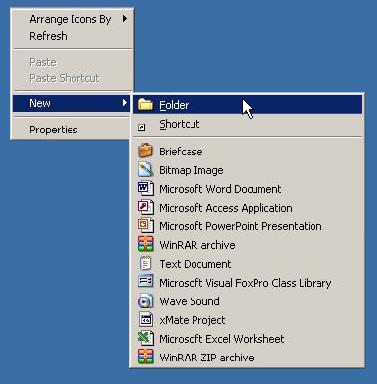 Arrange Icons By
Refresh
Paste
Paste Shortcut
New
Properties
Folder
Shortcut
Briefcase
Bitmap Image
Microsoft Word Document
Microsoft Access Application
Microsoft PowerPoint Presentation
WinRAR archive
Text Document
Microsoft Visual FoxPro Class Library
Wave Sound
xMate Project
Microsoft Excel Worksheet
WinRAR ZIP archive